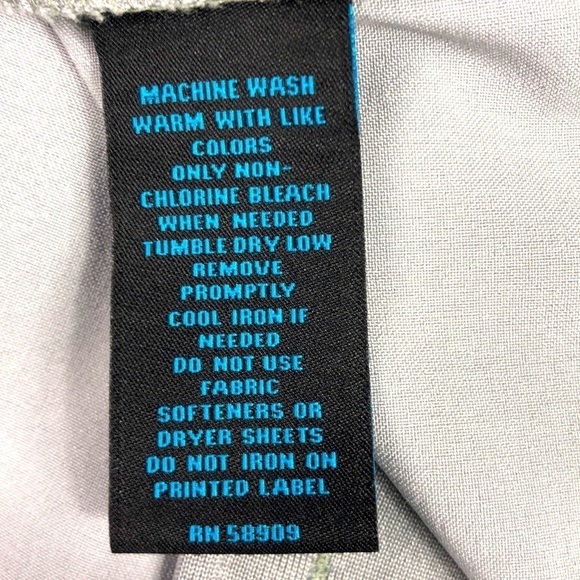 MACHINE WASH
WARM WITH LIKE
COLORS
ONLY NON-
CHLORINE BLEACH
WHEN NEEDED
TUMBLE DRY LOW
REMOVE
PROMPTLY
COOL IRON IF
NEEDED
DO NOT USE
FABRIC
SOFTENERS OR
DRYER SHEETS
DO NOT IRON ON
PRINTED LABEL
RN 58909